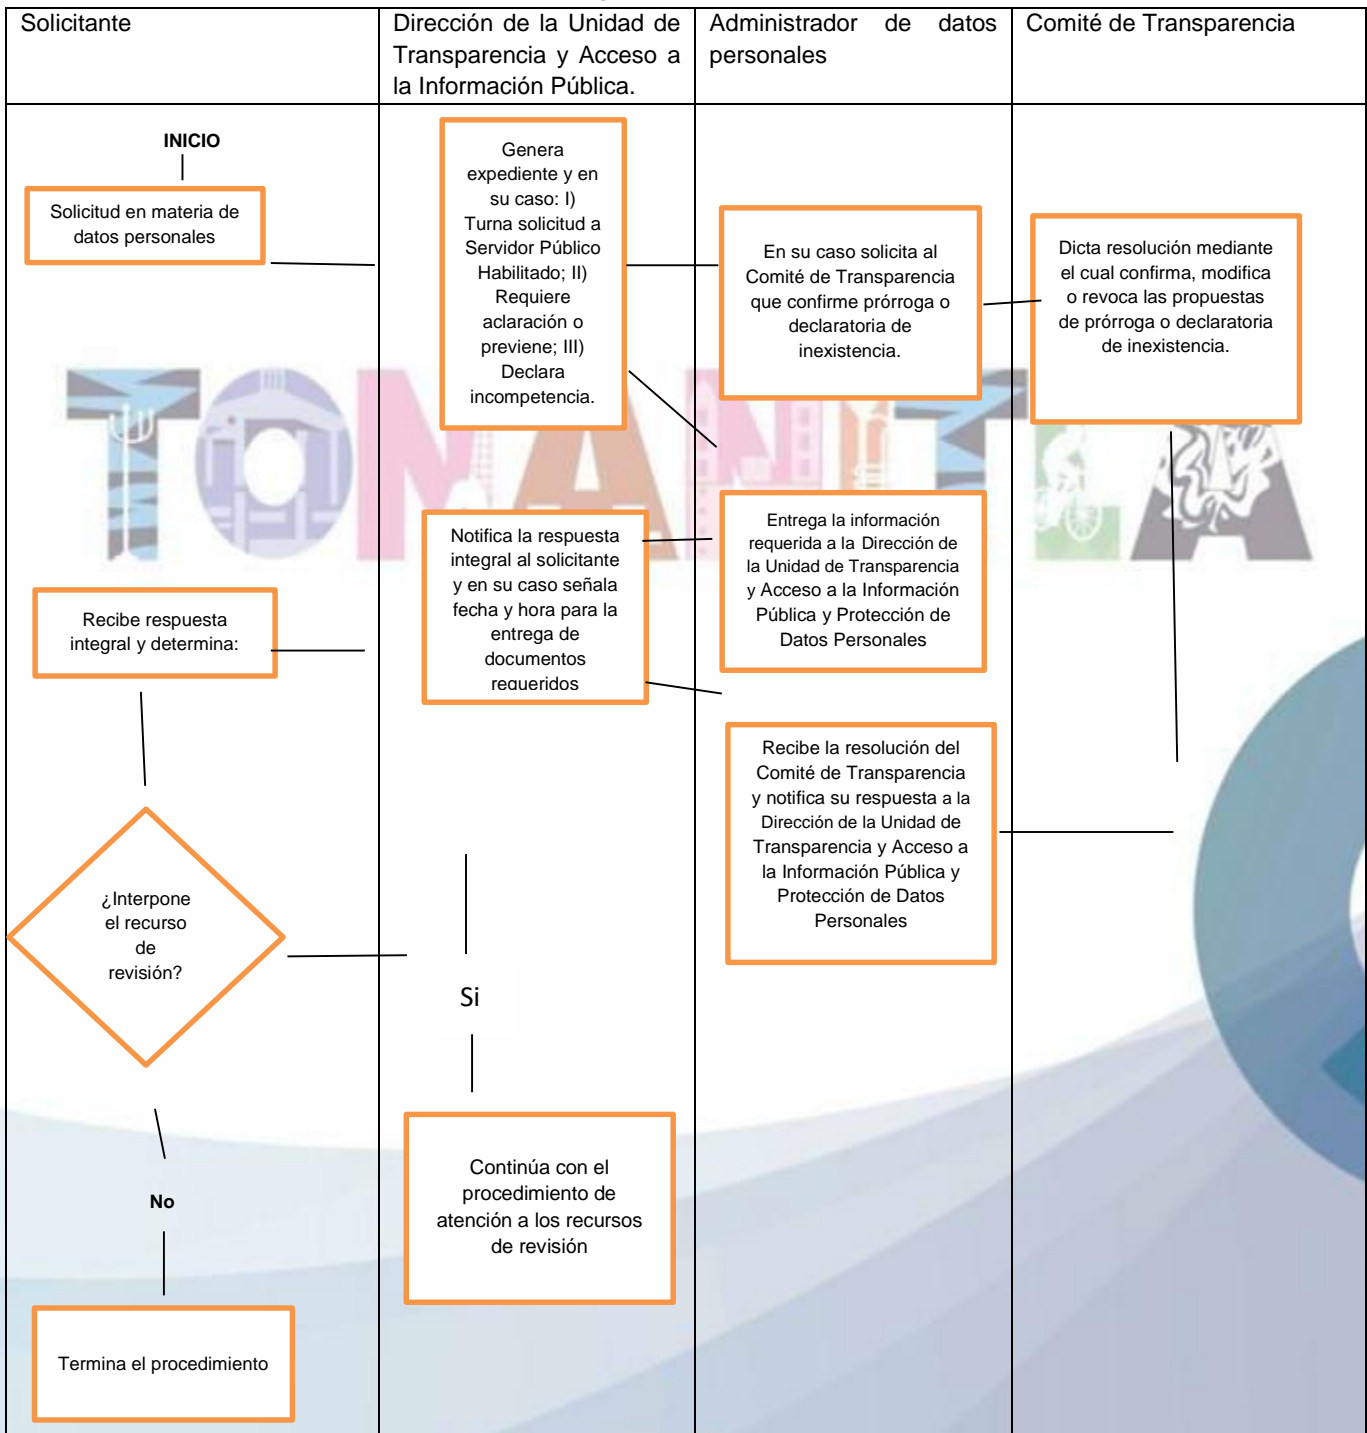 Solicitante
Dirección de la Unidad de
Transparencia y Acceso a
la Información Pública.
Administrador de datos
personales
Comité de Transparencia
INICIO
Solicitud en materia de
datos personales
Genera
expediente y en
su caso: I)
Turna solicitud a
Servidor Público
Habilitado; II)
Requiere
aclaración o
previene; III)
Declara
incompetencia.
En su caso solicita al
Comité de Transparencia
que confirme prórroga o
declaratoria de
inexistencia.
Dicta resolución mediante
el cual confirma, modifica
o revoca las propuestas
de prórroga o declaratoria
de inexistencia.
TONANITLA
Notifica la respuesta
integral al solicitante
y en su caso señala
fecha y hora para la
entrega de
documentos
requeridos
Entrega la información
requerida a la Dirección de
la Unidad de Transparencia
y Acceso a la Información
Pública y Protección de
Datos Personales
Recibe respuesta
integral y determina:
Recibe la resolución del
Comité de Transparencia
y notifica su respuesta a la
Dirección de la Unidad de
Transparencia y Acceso a
la Información Pública y
Protección de Datos
Personales
¿Interpone
el recurso
de
revisión?
Si
Continúa con el
procedimiento de
atención a los recursos
de revisión
No
Termina el procedimiento